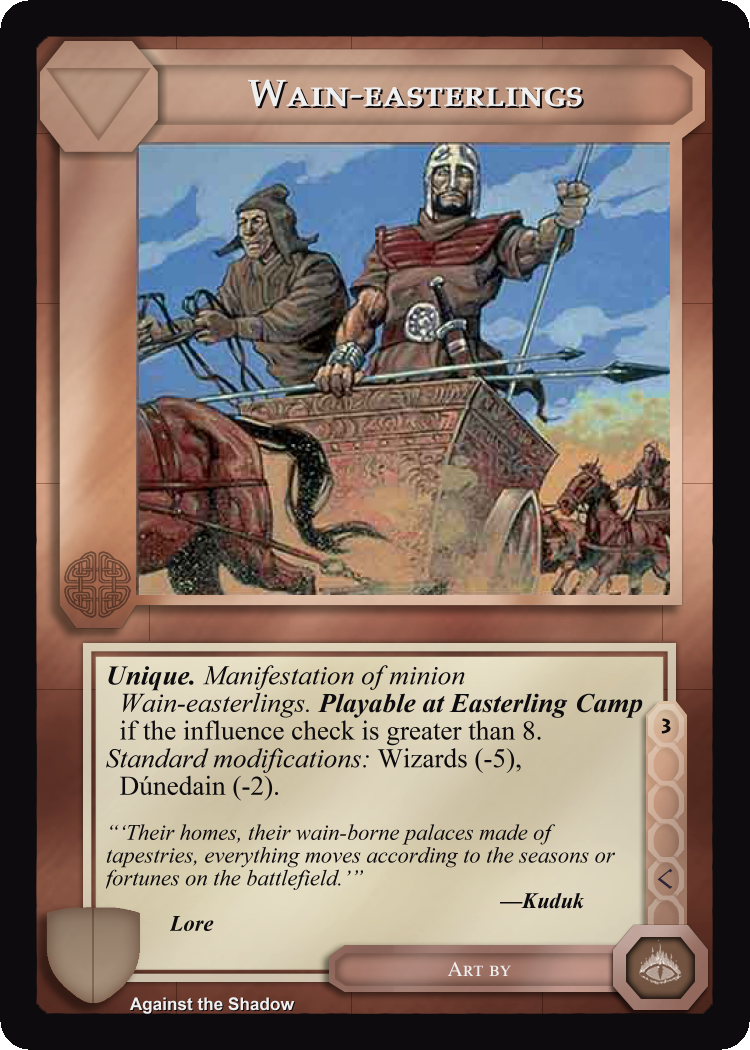 Wain-easterlings
Unique. Manifestation of minion
Wain-easterlings. Playable at Easterling Camp
if the influence check is greater than 8.
3
Standard modifications: Wizards (-5),
Dúnedain (-2).
“‘Their homes, their wain-borne palaces made of
tapestries, everything moves according to the seasons or
fortunes on the battlefield.’”
—Kuduk
Lore
Art by
Against the Shadow